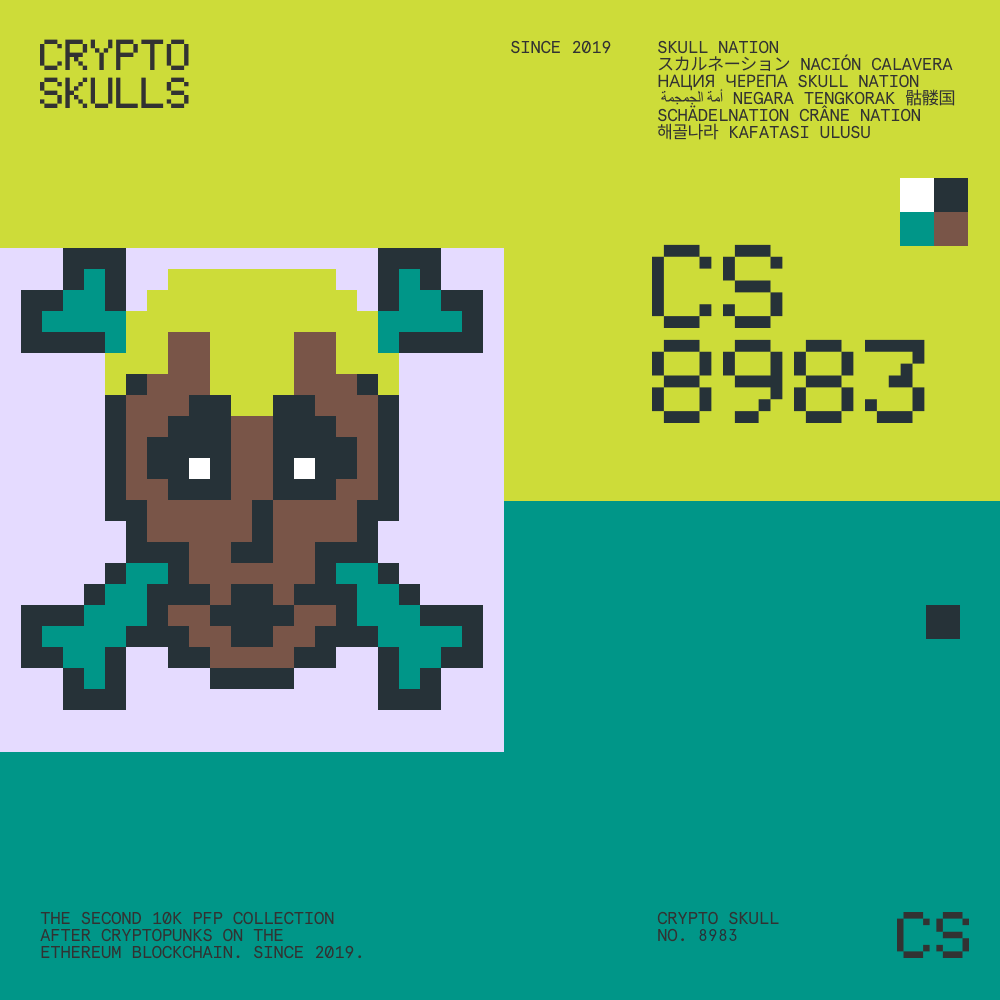 CRYPTO
SKULLS
SINCE 2019
SKULL NATION
スカルネーション NACIÓN CALAVERA
НАЦИЯ ЧЕРЕПА SKULL NATION
أمة الجمجمة NEGARA TENGKORAK 骷髅国
SCHÄDELNATION CRÂNE NATION
해골나라 KAFATASI ULUSU
CS
8983
THE SECOND 10K PFP COLLECTION
AFTER CRYPTOPUNKS ON THE
ETHEREUM BLOCKCHAIN. SINCE 2019.
CRYPTO SKULL
NO. 8983
CS